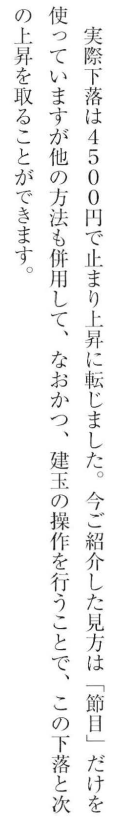 実際下落は４５００円で止まり上昇に転じました。今ご紹介した見方は「節目」だけを
使っていますが他の方法も併用して、なおかつ、建玉の操作を行うことで、この下落と次
の上昇を取ることができます。